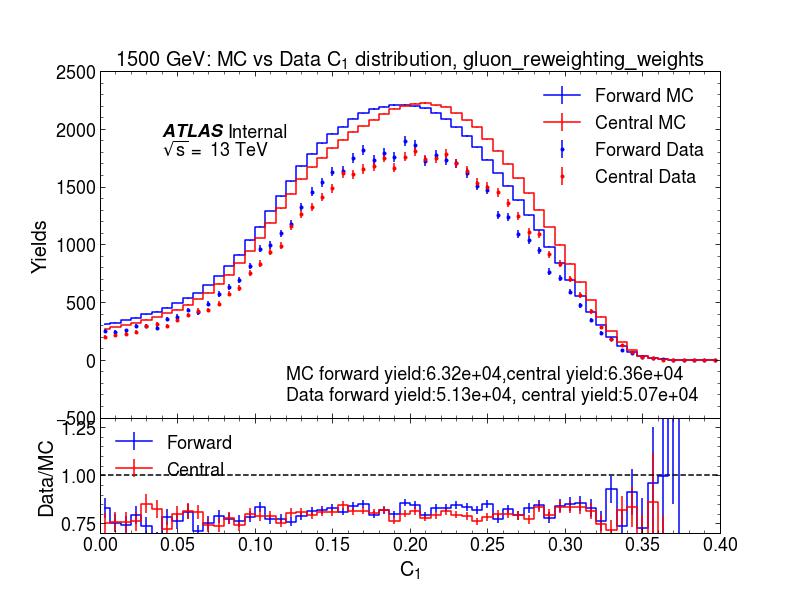 1500 GeV: MC vs Data C₁ distribution, gluon_reweighting_weights
2500
2000
1500
1000
500
0
−500
Yields
ATLAS Internal
√s = 13 TeV
Forward MC
Central MC
Forward Data
Central Data
MC forward yield:6.32e+04,central yield:6.36e+04
Data forward yield:5.13e+04, central yield:5.07e+04
1.25
1.00
0.75
Data/MC
Forward
Central
0.00 0.05 0.10 0.15 0.20 0.25 0.30 0.35 0.40
C₁